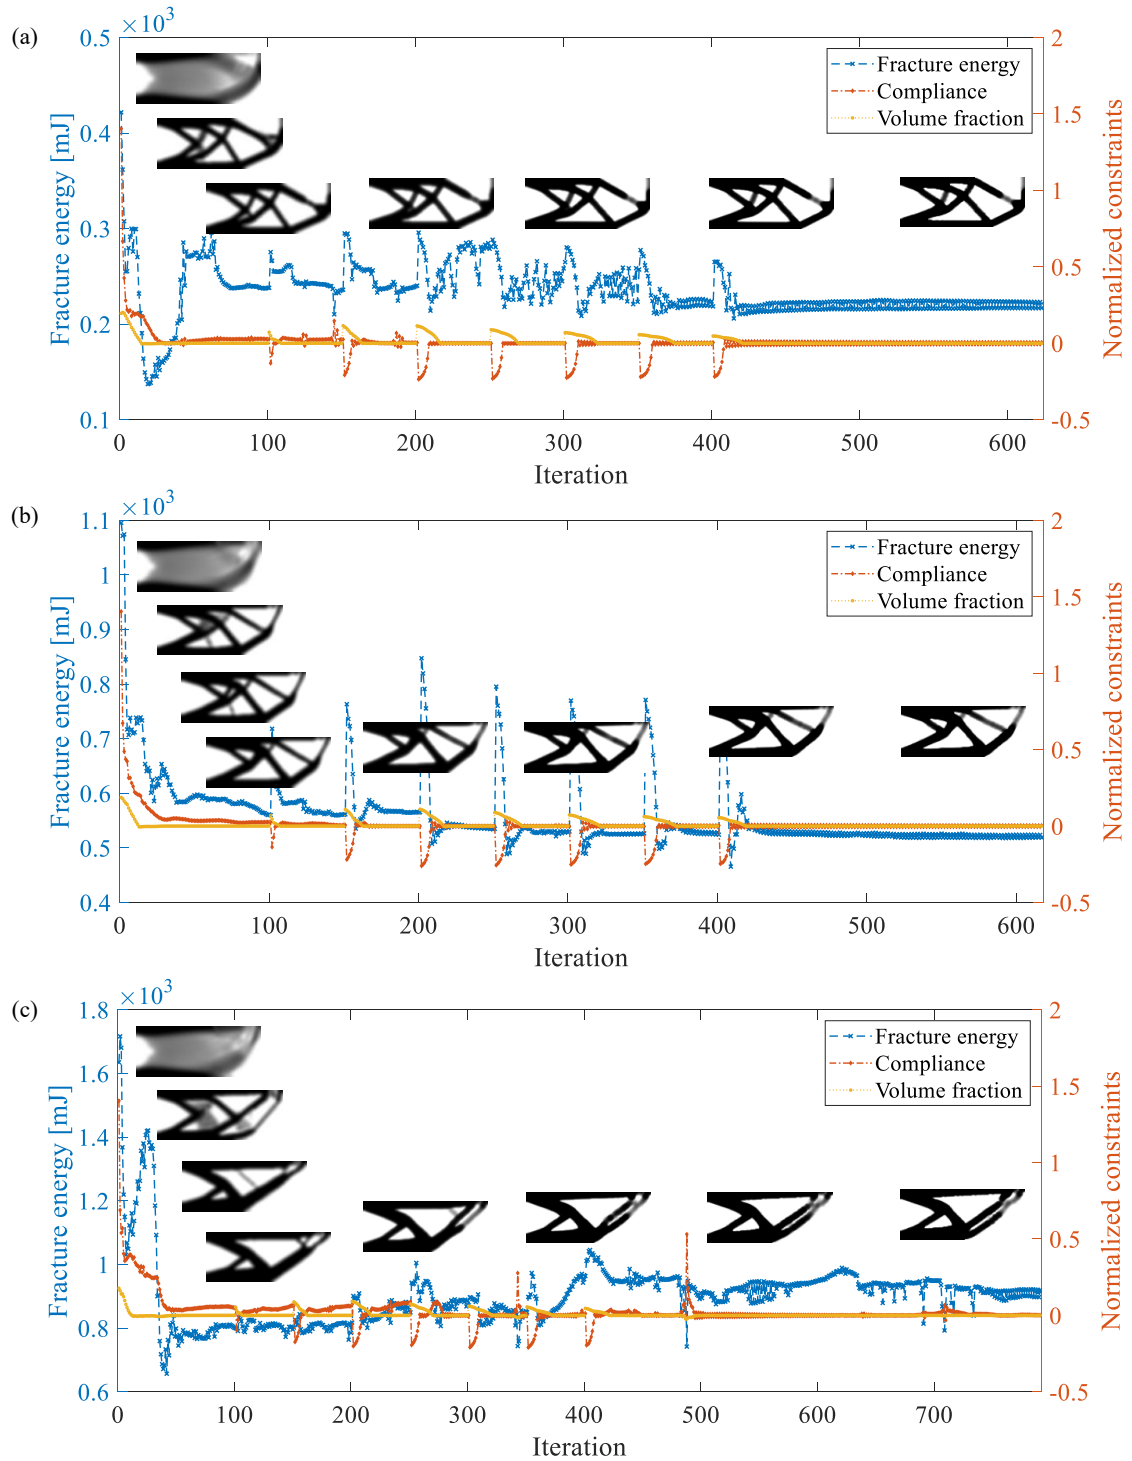 (a)
×10³
0.5
0.4
0.3
0.2
0.1
Fracture energy [mJ]
Fracture energy
Compliance
Volume fraction
2
1.5
1
0.5
0
-0.5
Normalized constraints
0 100 200 300 400 500 600
Iteration
(b)
×10³
1.1
1
0.9
0.8
0.7
0.6
0.5
0.4
Fracture energy [mJ]
Fracture energy
Compliance
Volume fraction
2
1.5
1
0.5
0
-0.5
Normalized constraints
0 100 200 300 400 500 600
Iteration
(c)
×10³
1.8
1.6
1.4
1.2
1
0.8
0.6
Fracture energy [mJ]
Fracture energy
Compliance
Volume fraction
2
1.5
1
0.5
0
-0.5
Normalized constraints
0 100 200 300 400 500 600 700
Iteration